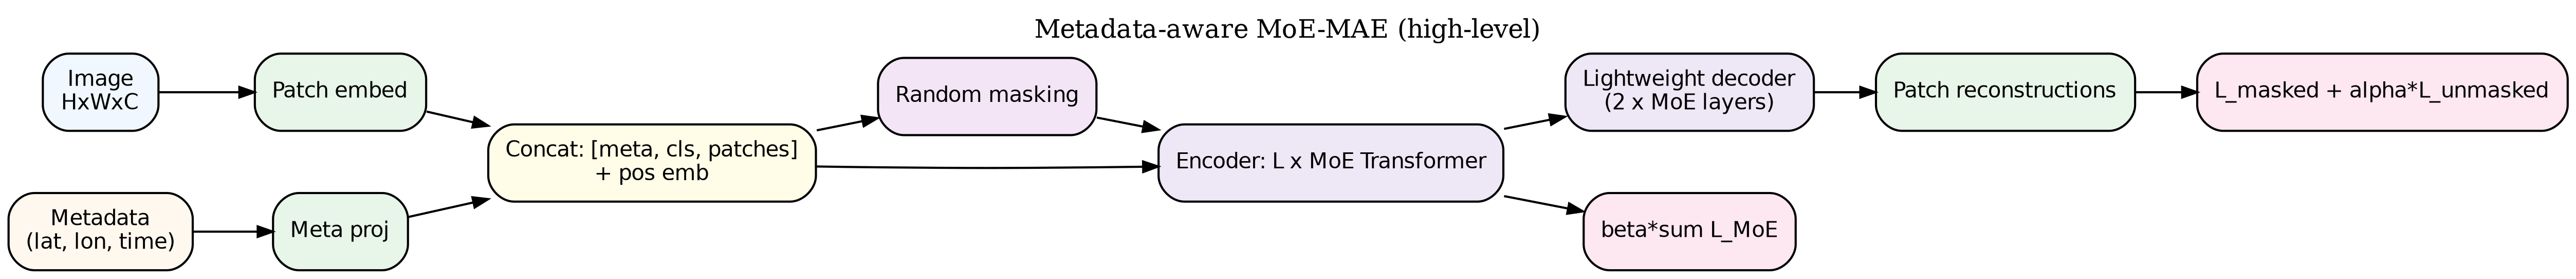 Metadata-aware MoE-MAE (high-level)
Image
HxWxC
Patch embed
Metadata
(lat, lon, time)
Meta proj
Concat: [meta, cls, patches]
+ pos emb
Random masking
Encoder: L x MoE Transformer
Lightweight decoder
(2 x MoE layers)
Patch reconstructions
L_masked + alpha*L_unmasked
beta*sum L_MoE